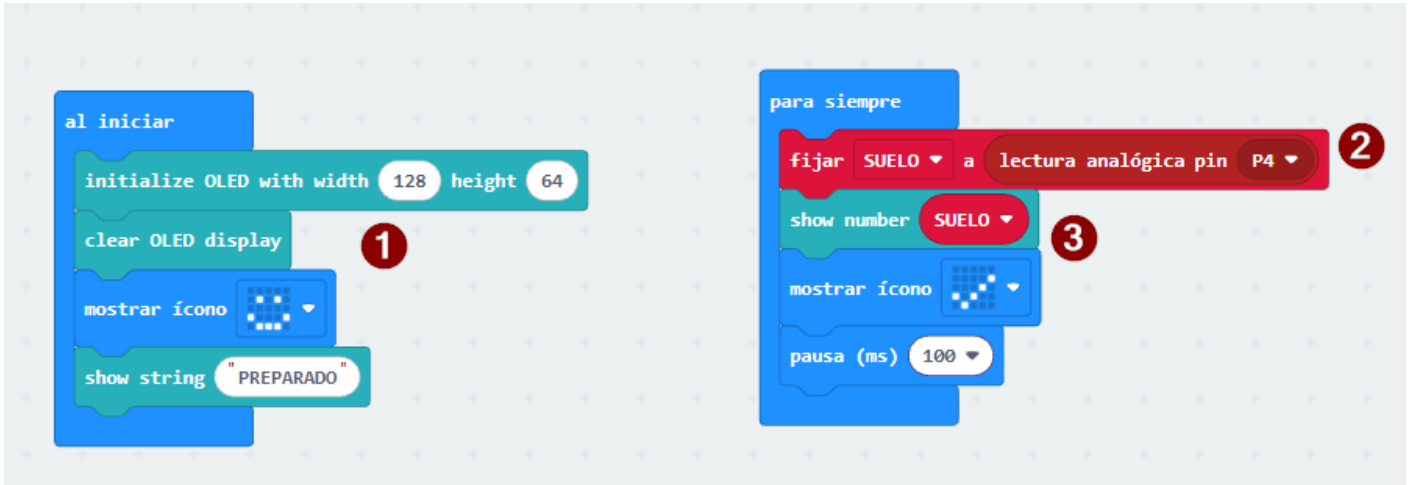 al iniciar
initialize OLED with width 128 height 64
clear OLED display
1
mostrar ícono
show string "PREPARADO"
para siempre
fijar SUELO a lectura analógica pin P4
2
show number SUELO
3
mostrar ícono
pausa (ms) 100